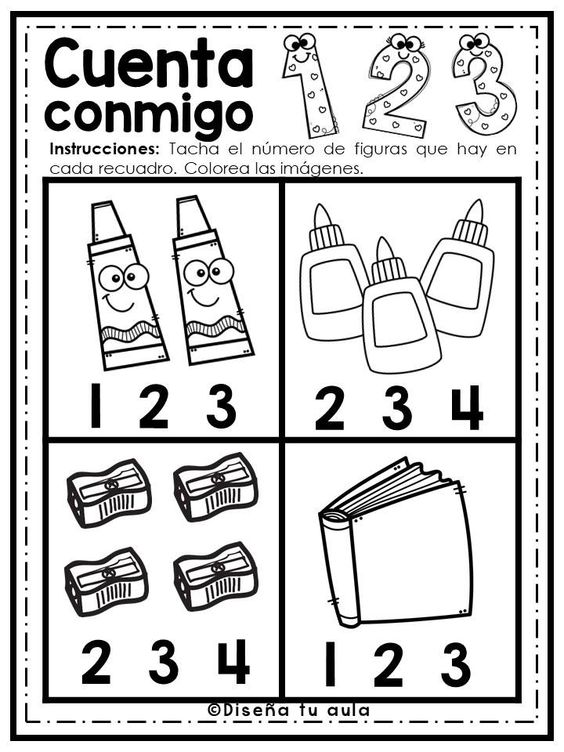 Cuenta
conmigo
1 2 3
Instrucciones: Tacha el número de figuras que hay en
cada recuadro. Colorea las imágenes.
1 2 3
2 3 4
2 3 4
1 2 3
©Diseña tu aula